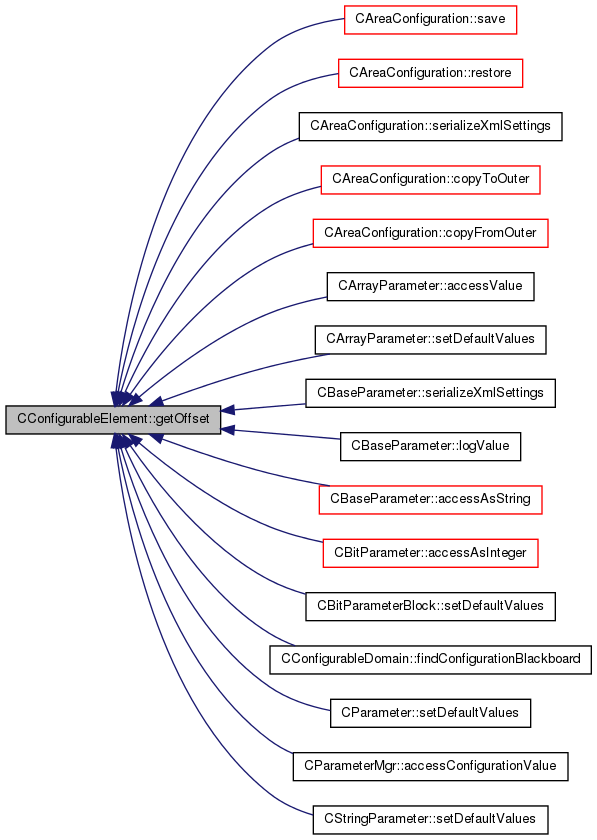 CAreaConfiguration::save
CAreaConfiguration::restore
CAreaConfiguration::serializeXmlSettings
CAreaConfiguration::copyToOuter
CAreaConfiguration::copyFromOuter
CArrayParameter::accessValue
CArrayParameter::setDefaultValues
CBaseParameter::serializeXmlSettings
CConfigurableElement::getOffset
CBaseParameter::logValue
CBaseParameter::accessAsString
CBitParameter::accessAsInteger
CBitParameterBlock::setDefaultValues
CConfigurableDomain::findConfigurationBlackboard
CParameter::setDefaultValues
CParameterMgr::accessConfigurationValue
CStringParameter::setDefaultValues